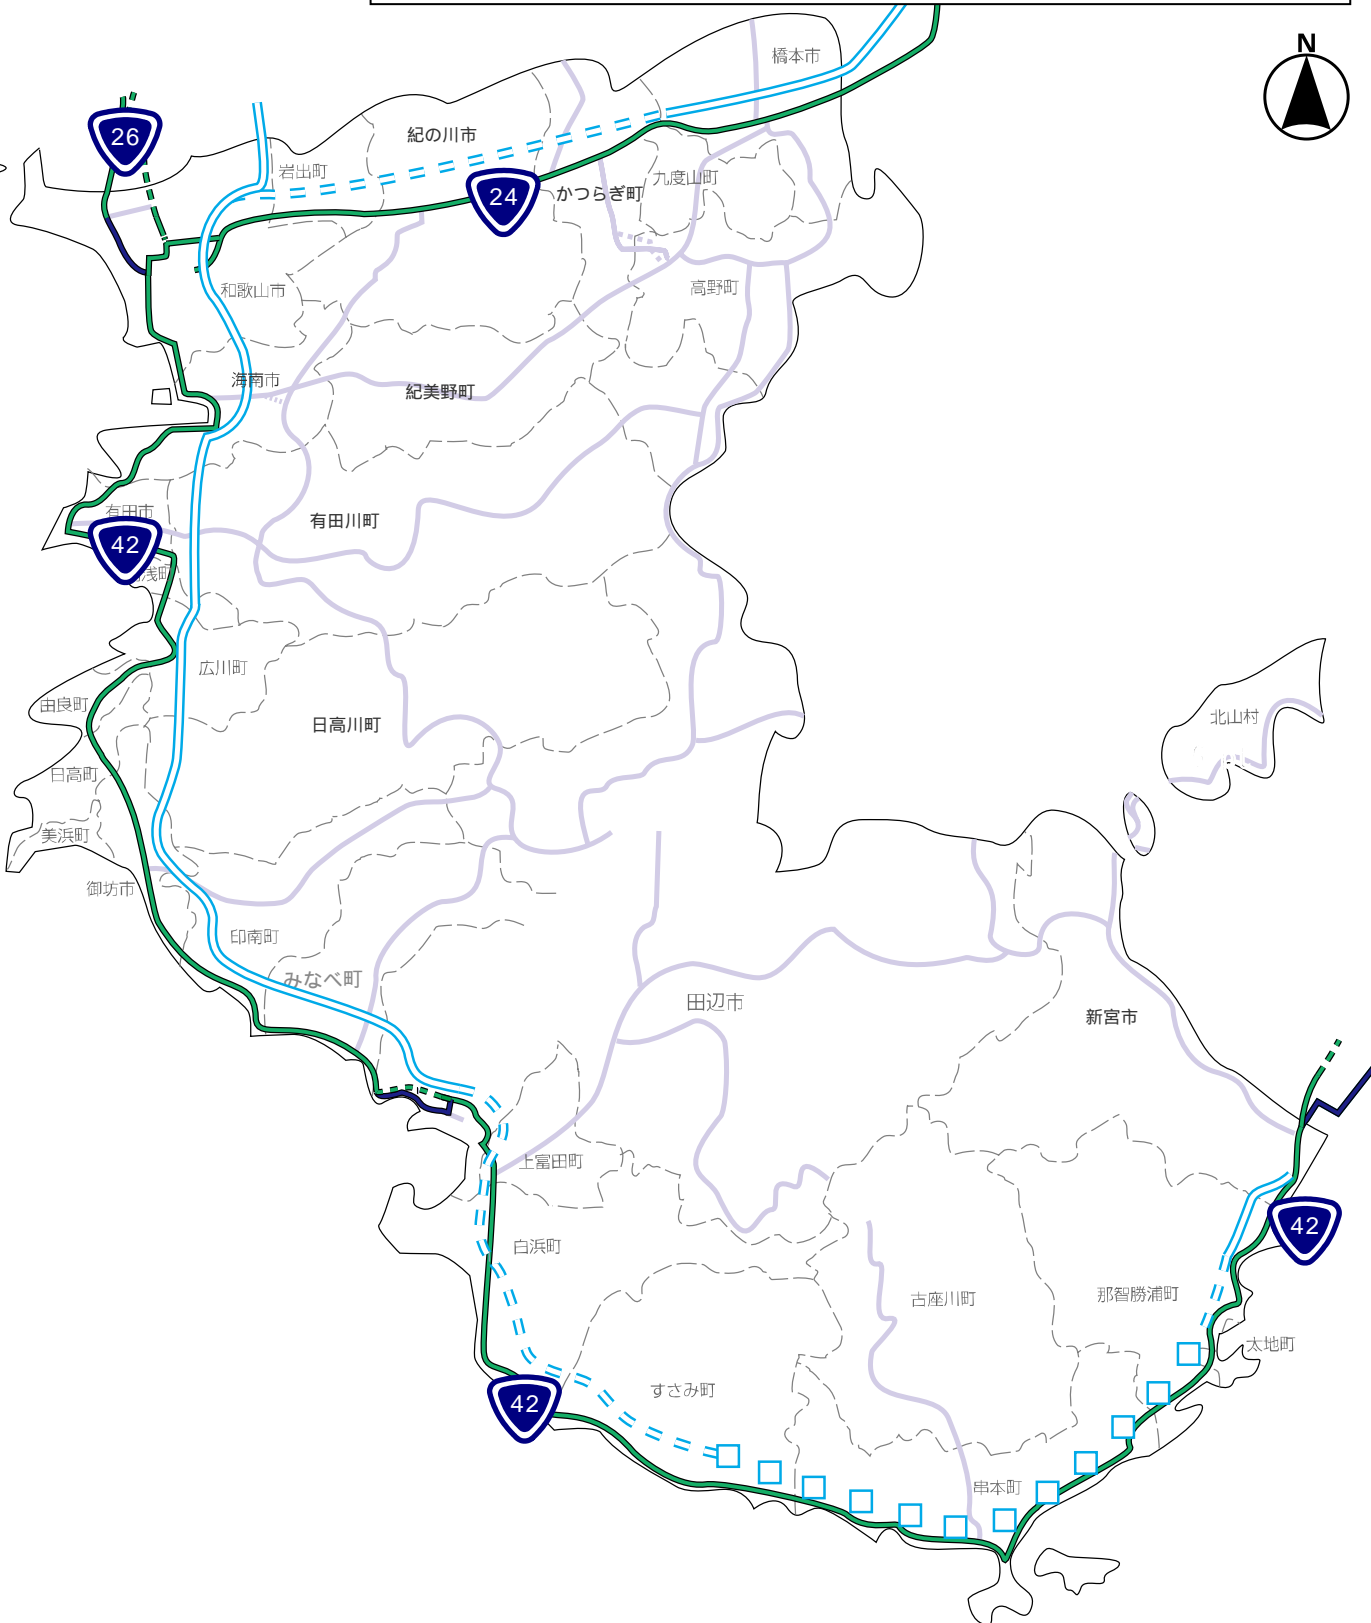 N
橋本市
26
紀の川市
岩出町
九度山町
24
かつらぎ町
和歌山市
高野町
海南市
紀美野町
有田市
有田川町
42
浅町
広川町
由良町
北山村
日高川町
日高町
美浜町
御坊市
印南町
みなべ町
田辺市
新宮市
上富田町
42
白浜町
那智勝浦町
古座川町
太地町
すさみ町
42
串本町